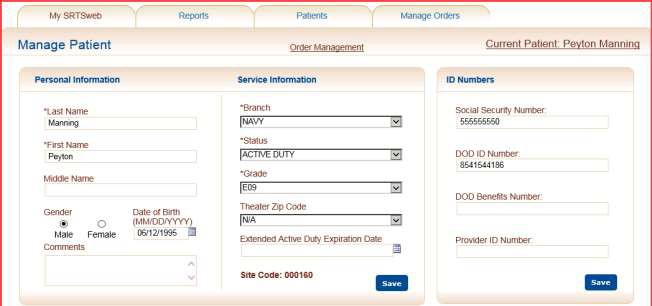 My SRTSweb Reports Patients Manage Orders
Manage Patient Order Management Current Patient: Peyton Manning
Personal Information
*Last Name
Manning
*First Name
Peyton
Middle Name
Gender Date of Birth
(MM/DD/YYYY)
Male Female 06/12/1995
Comments
Service Information
*Branch
NAVY
*Status
ACTIVE DUTY
*Grade
E09
Theater Zip Code
N/A
Extended Active Duty Expiration Date
Site Code: 000160
Save
ID Numbers
Social Security Number:
555555550
DOD ID Number:
8541544186
DOD Benefits Number:
Provider ID Number:
Save